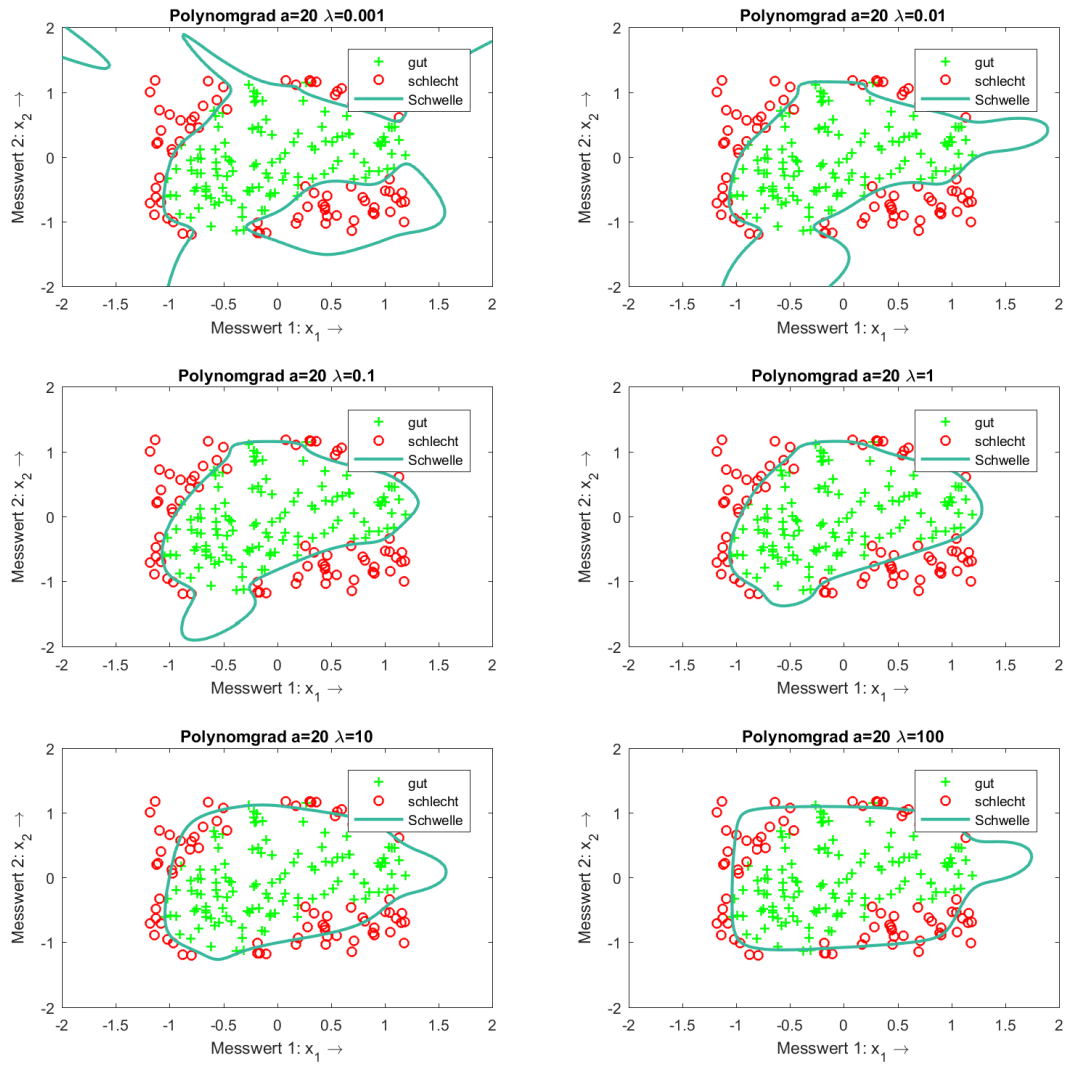 Polynomgrad a=20 λ=0.001
2
1
0
-1
-2
Messwert 2: x2 →
gut
schlecht
Schwelle
-2 -1.5 -1 -0.5 0 0.5 1 1.5 2
Messwert 1: x1 →
Polynomgrad a=20 λ=0.01
2
1
0
-1
-2
Messwert 2: x2 →
gut
schlecht
Schwelle
-2 -1.5 -1 -0.5 0 0.5 1 1.5 2
Messwert 1: x1 →
Polynomgrad a=20 λ=0.1
2
1
0
-1
-2
Messwert 2: x2 →
gut
schlecht
Schwelle
-2 -1.5 -1 -0.5 0 0.5 1 1.5 2
Messwert 1: x1 →
Polynomgrad a=20 λ=1
2
1
0
-1
-2
Messwert 2: x2 →
gut
schlecht
Schwelle
-2 -1.5 -1 -0.5 0 0.5 1 1.5 2
Messwert 1: x1 →
Polynomgrad a=20 λ=10
2
1
0
-1
-2
Messwert 2: x2 →
gut
schlecht
Schwelle
-2 -1.5 -1 -0.5 0 0.5 1 1.5 2
Messwert 1: x1 →
Polynomgrad a=20 λ=100
2
1
0
-1
-2
Messwert 2: x2 →
gut
schlecht
Schwelle
-2 -1.5 -1 -0.5 0 0.5 1 1.5 2
Messwert 1: x1 →